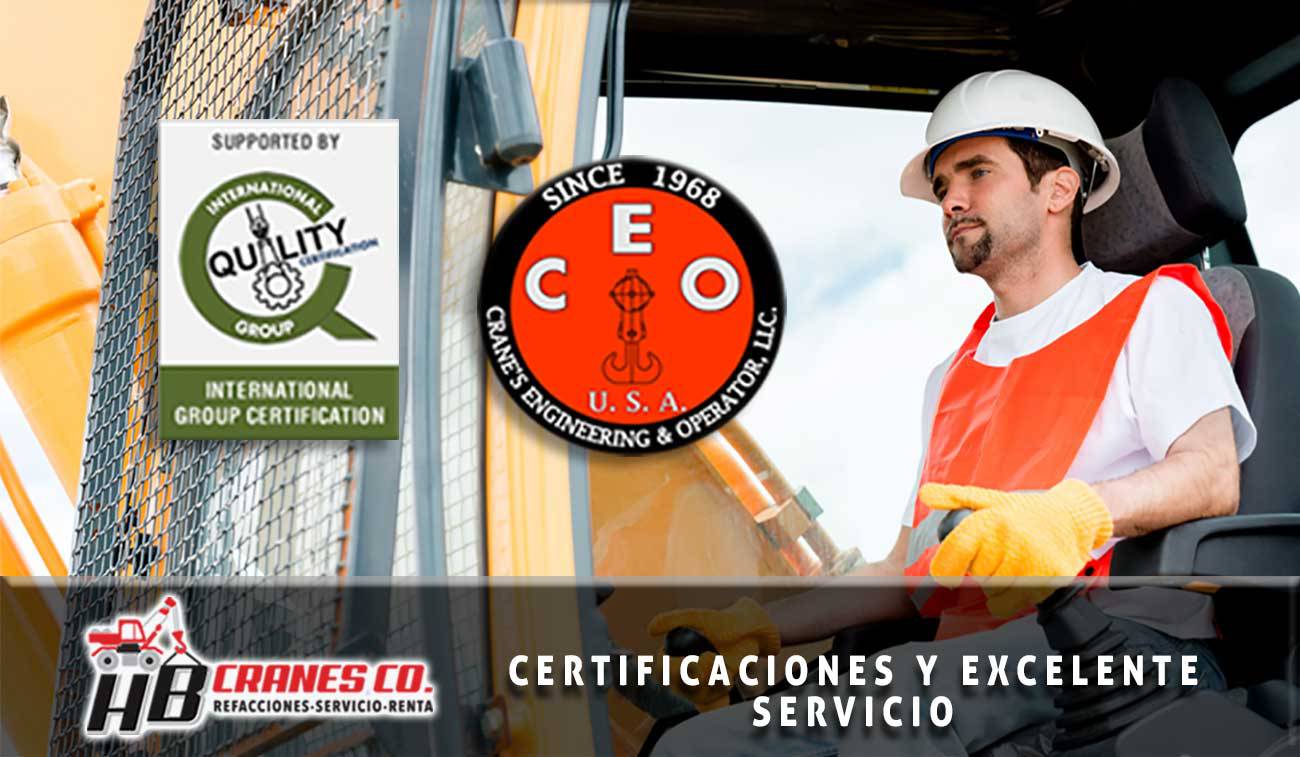 SUPPORTED BY
INTERNATIONAL
QUALITY
CERTIFICATION
GROUP
INTERNATIONAL
GROUP CERTIFICATION
SINCE 1968
C E O
U. S. A.
CRANE'S ENGINEERING & OPERATOR, LLC.
HB CRANES CO.
REFACCIONES-SERVICIO-RENTA
CERTIFICACIONES Y EXCELENTE
SERVICIO